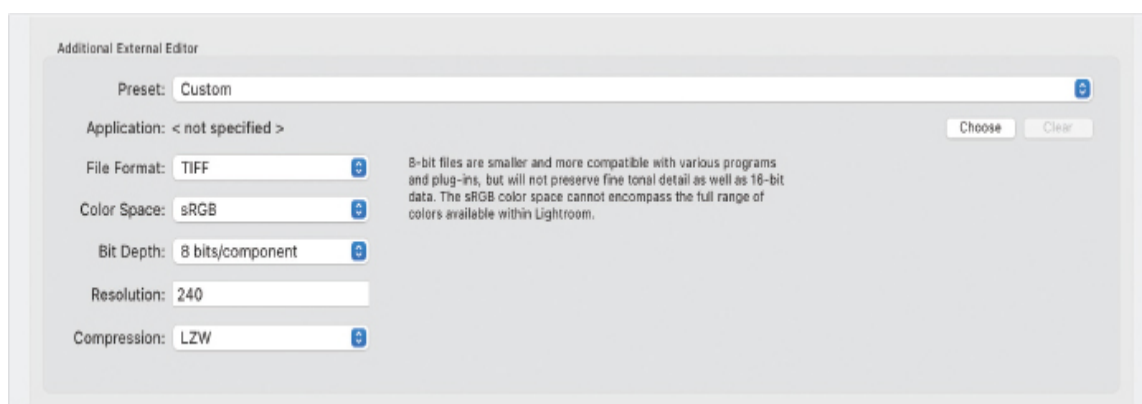 Additional External Editor
Preset: Custom
Application: < not specified >
Choose
Clear
File Format: TIFF
8-bit files are smaller and more compatible with various programs
and plug-ins, but will not preserve fine tonal detail as well as 16-bit
data. The sRGB color space cannot encompass the full range of
colors available within Lightroom.
Color Space: sRGB
Bit Depth: 8 bits/component
Resolution: 240
Compression: LZW